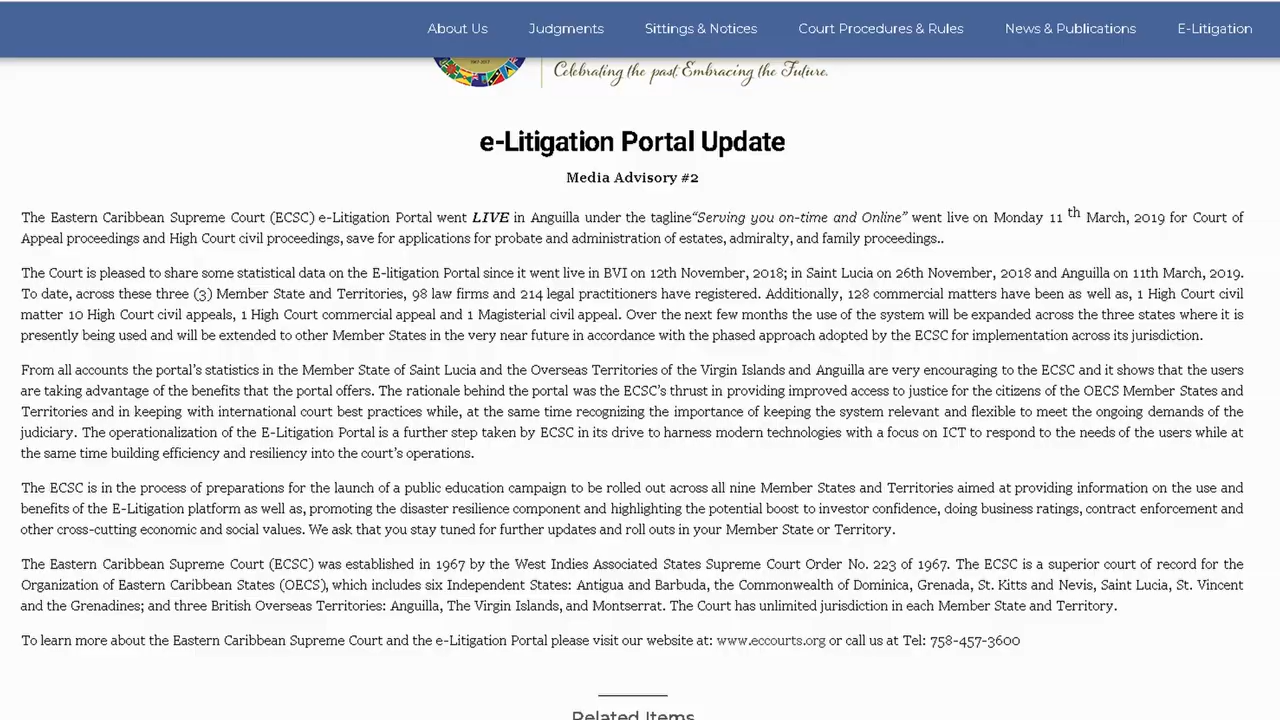 About Us Judgments Sittings & Notices Court Procedures & Rules News & Publications E-Litigation
Celebrating the past. Embracing the Future.
e-Litigation Portal Update
Media Advisory #2
The Eastern Caribbean Supreme Court (ECSC) e-Litigation Portal went LIVE in Anguilla under the tagline“Serving you on-time and Online” went live on Monday 11 th March, 2019 for Court of
Appeal proceedings and High Court civil proceedings, save for applications for probate and administration of estates, admiralty, and family proceedings..
The Court is pleased to share some statistical data on the E-litigation Portal since it went live in BVI on 12th November, 2018; in Saint Lucia on 26th November, 2018 and Anguilla on 11th March, 2019.
To date, across these three (3) Member State and Territories, 98 law firms and 214 legal practitioners have registered. Additionally, 128 commercial matters have been as well as, 1 High Court civil
matter 10 High Court civil appeals, 1 High Court commercial appeal and 1 Magisterial civil appeal. Over the next few months the use of the system will be expanded across the three states where it is
presently being used and will be extended to other Member States in the very near future in accordance with the phased approach adopted by the ECSC for implementation across its jurisdiction.
From all accounts the portal’s statistics in the Member State of Saint Lucia and the Overseas Territories of the Virgin Islands and Anguilla are very encouraging to the ECSC and it shows that the users
are taking advantage of the benefits that the portal offers. The rationale behind the portal was the ECSC’s thrust in providing improved access to justice for the citizens of the OECS Member States and
Territories and in keeping with international court best practices while, at the same time recognizing the importance of keeping the system relevant and flexible to meet the ongoing demands of the
judiciary. The operationalization of the E-Litigation Portal is a further step taken by ECSC in its drive to harness modern technologies with a focus on ICT to respond to the needs of the users while at
the same time building efficiency and resiliency into the court’s operations.
The ECSC is in the process of preparations for the launch of a public education campaign to be rolled out across all nine Member States and Territories aimed at providing information on the use and
benefits of the E-Litigation platform as well as, promoting the disaster resilience component and highlighting the potential boost to investor confidence, doing business ratings, contract enforcement and
other cross-cutting economic and social values. We ask that you stay tuned for further updates and roll outs in your Member State or Territory.
The Eastern Caribbean Supreme Court (ECSC) was established in 1967 by the West Indies Associated States Supreme Court Order No. 223 of 1967. The ECSC is a superior court of record for the
Organization of Eastern Caribbean States (OECS), which includes six Independent States: Antigua and Barbuda, the Commonwealth of Dominica, Grenada, St. Kitts and Nevis, Saint Lucia, St. Vincent
and the Grenadines; and three British Overseas Territories: Anguilla, The Virgin Islands, and Montserrat. The Court has unlimited jurisdiction in each Member State and Territory.
To learn more about the Eastern Caribbean Supreme Court and the e-Litigation Portal please visit our website at: www.eccourts.org or call us at Tel: 758-457-3600
Related Items